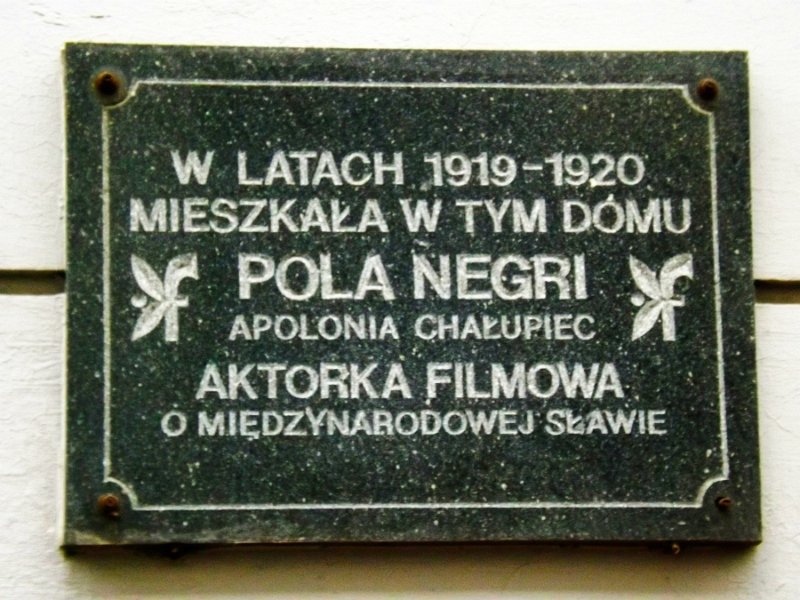 W LATACH 1919-1920
MIESZKAŁA W TYM DOMU
POLA NEGRI
APOLONIA CHAŁUPIEC
AKTORKA FILMOWA
O MIĘDZYNARODOWEJ SŁAWIE